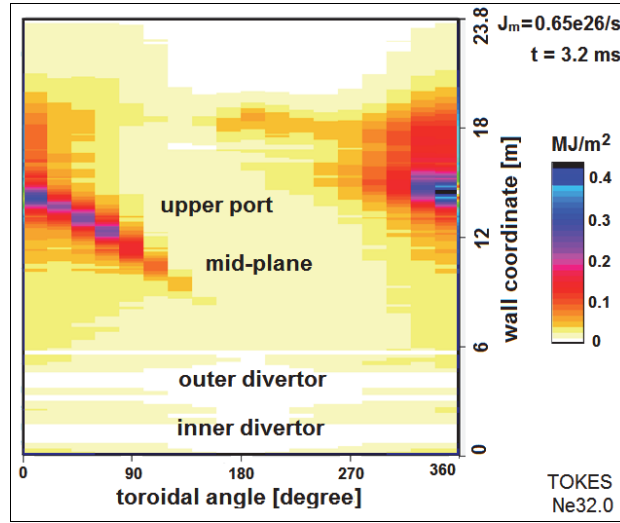 23.8
J_m=0.65e26/s
t = 3.2 ms
18
MJ/m²
0.4
upper port
0.3
wall coordinate [m]
12
mid-plane
0.2
0.1
6
0
outer divertor
inner divertor
0
0
90
180
270
360
toroidal angle [degree]
TOKES
Ne32.0